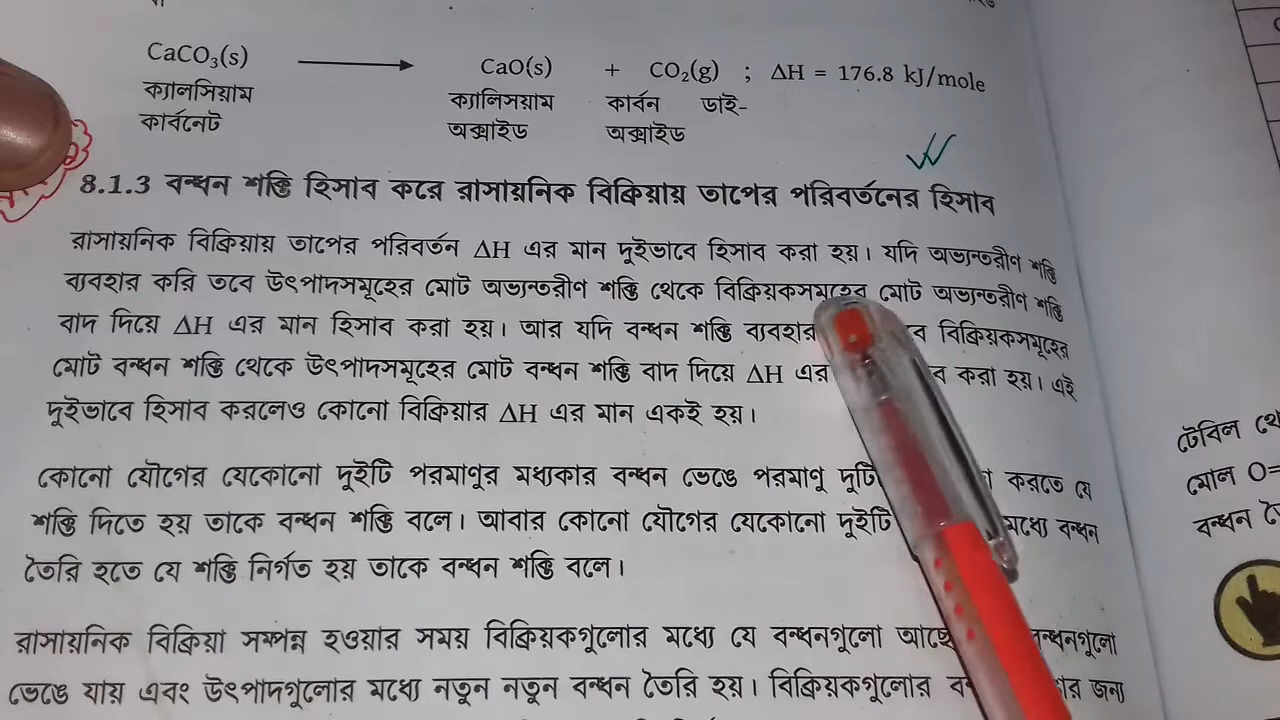 CaCO₃(s) ⟶ CaO(s) + CO₂(g) ; ΔH = 176.8 kJ/mole
ক্যালসিয়াম ক্যালিসয়াম কার্বন ডাই-
কার্বনেট অক্সাইড অক্সাইড
8.1.3 বন্ধন শক্তি হিসাব করে রাসায়নিক বিক্রিয়ায় তাপের পরিবর্তনের হিসাব
রাসায়নিক বিক্রিয়ায় তাপের পরিবর্তন ΔH এর মান দুইভাবে হিসাব করা হয়। যদি অভ্যন্তরীণ শক্তি
ব্যবহার করি তবে উৎপাদসমূহের মোট অভ্যন্তরীণ শক্তি থেকে বিক্রিয়কসমূহের মোট অভ্যন্তরীণ শক্তি
বাদ দিয়ে ΔH এর মান হিসাব করা হয়। আর যদি বন্ধন শক্তি ব্যবহার বিক্রিয়কসমূহের
মোট বন্ধন শক্তি থেকে উৎপাদসমূহের মোট বন্ধন শক্তি বাদ দিয়ে ΔH এর করা হয়। এই
দুইভাবে হিসাব করলেও কোনো বিক্রিয়ার ΔH এর মান একই হয়।
কোনো যৌগের যেকোনো দুইটি পরমাণুর মধ্যকার বন্ধন ভেঙে পরমাণু দুটি করতে যে
শক্তি দিতে হয় তাকে বন্ধন শক্তি বলে। আবার কোনো যৌগের যেকোনো দুইটি মধ্যে বন্ধন
তৈরি হতে যে শক্তি নির্গত হয় তাকে বন্ধন শক্তি বলে।
রাসায়নিক বিক্রিয়া সম্পন্ন হওয়ার সময় বিক্রিয়কগুলোর মধ্যে যে বন্ধনগুলো আছে বন্ধনগুলো
ভেঙে যায় এবং উৎপাদগুলোর মধ্যে নতুন নতুন বন্ধন তৈরি হয়। বিক্রিয়কগুলোর জন্য
টেবিল
মোল O=
বন্ধন